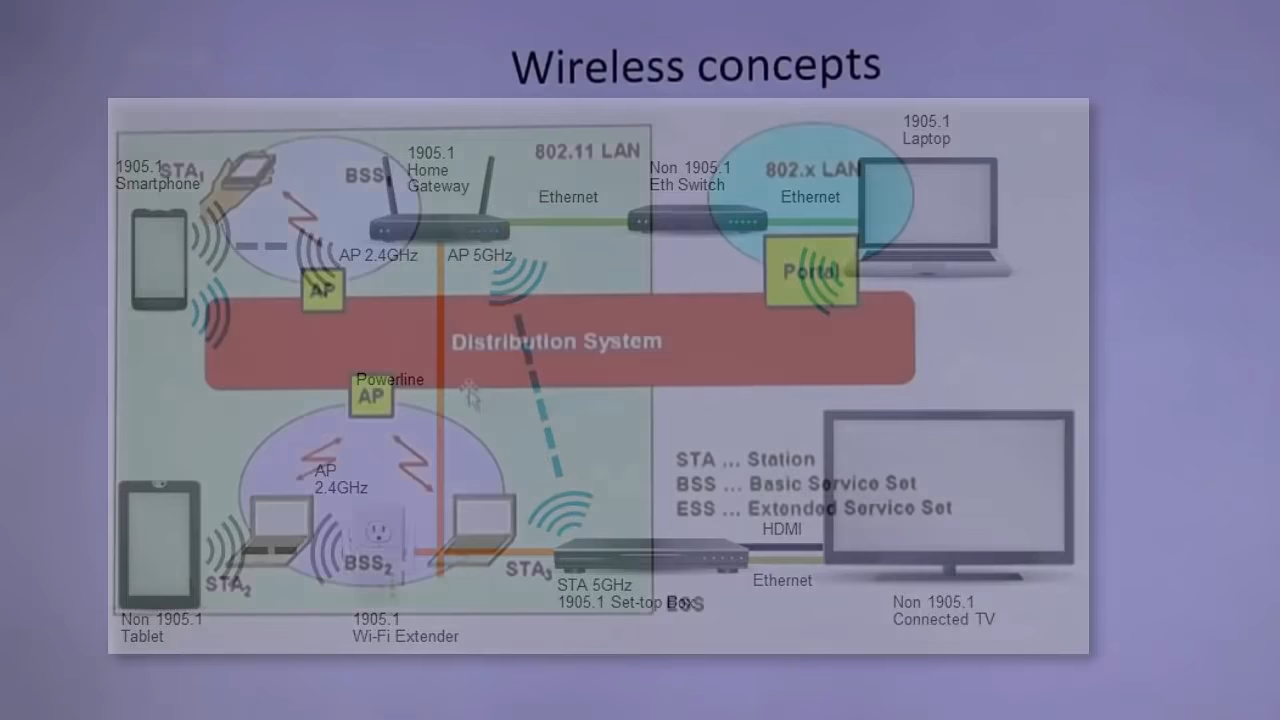 Wireless concepts
1905.1
Smartphone
STA1
BSS
1905.1
Home
Gateway
802.11 LAN
Ethernet
Non 1905.1
Eth Switch
802.x LAN
Ethernet
1905.1
Laptop
AP 2.4GHz
AP 5GHz
AP
Portal
Distribution System
Powerline
AP
AP
2.4GHz
STA ... Station
BSS ... Basic Service Set
ESS ... Extended Service Set
HDMI
BSS2
STA2
STA3
STA 5GHz
1905.1 Set-top Box
ESS
Ethernet
Non 1905.1
Tablet
1905.1
Wi-Fi Extender
Non 1905.1
Connected TV